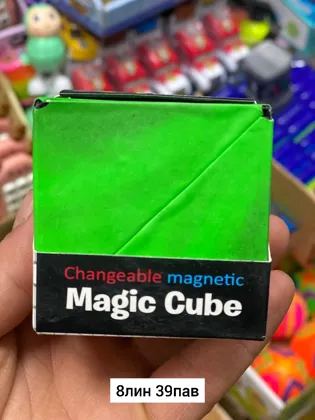 Changeable magnetic
Magic Cube
8лин 39пав